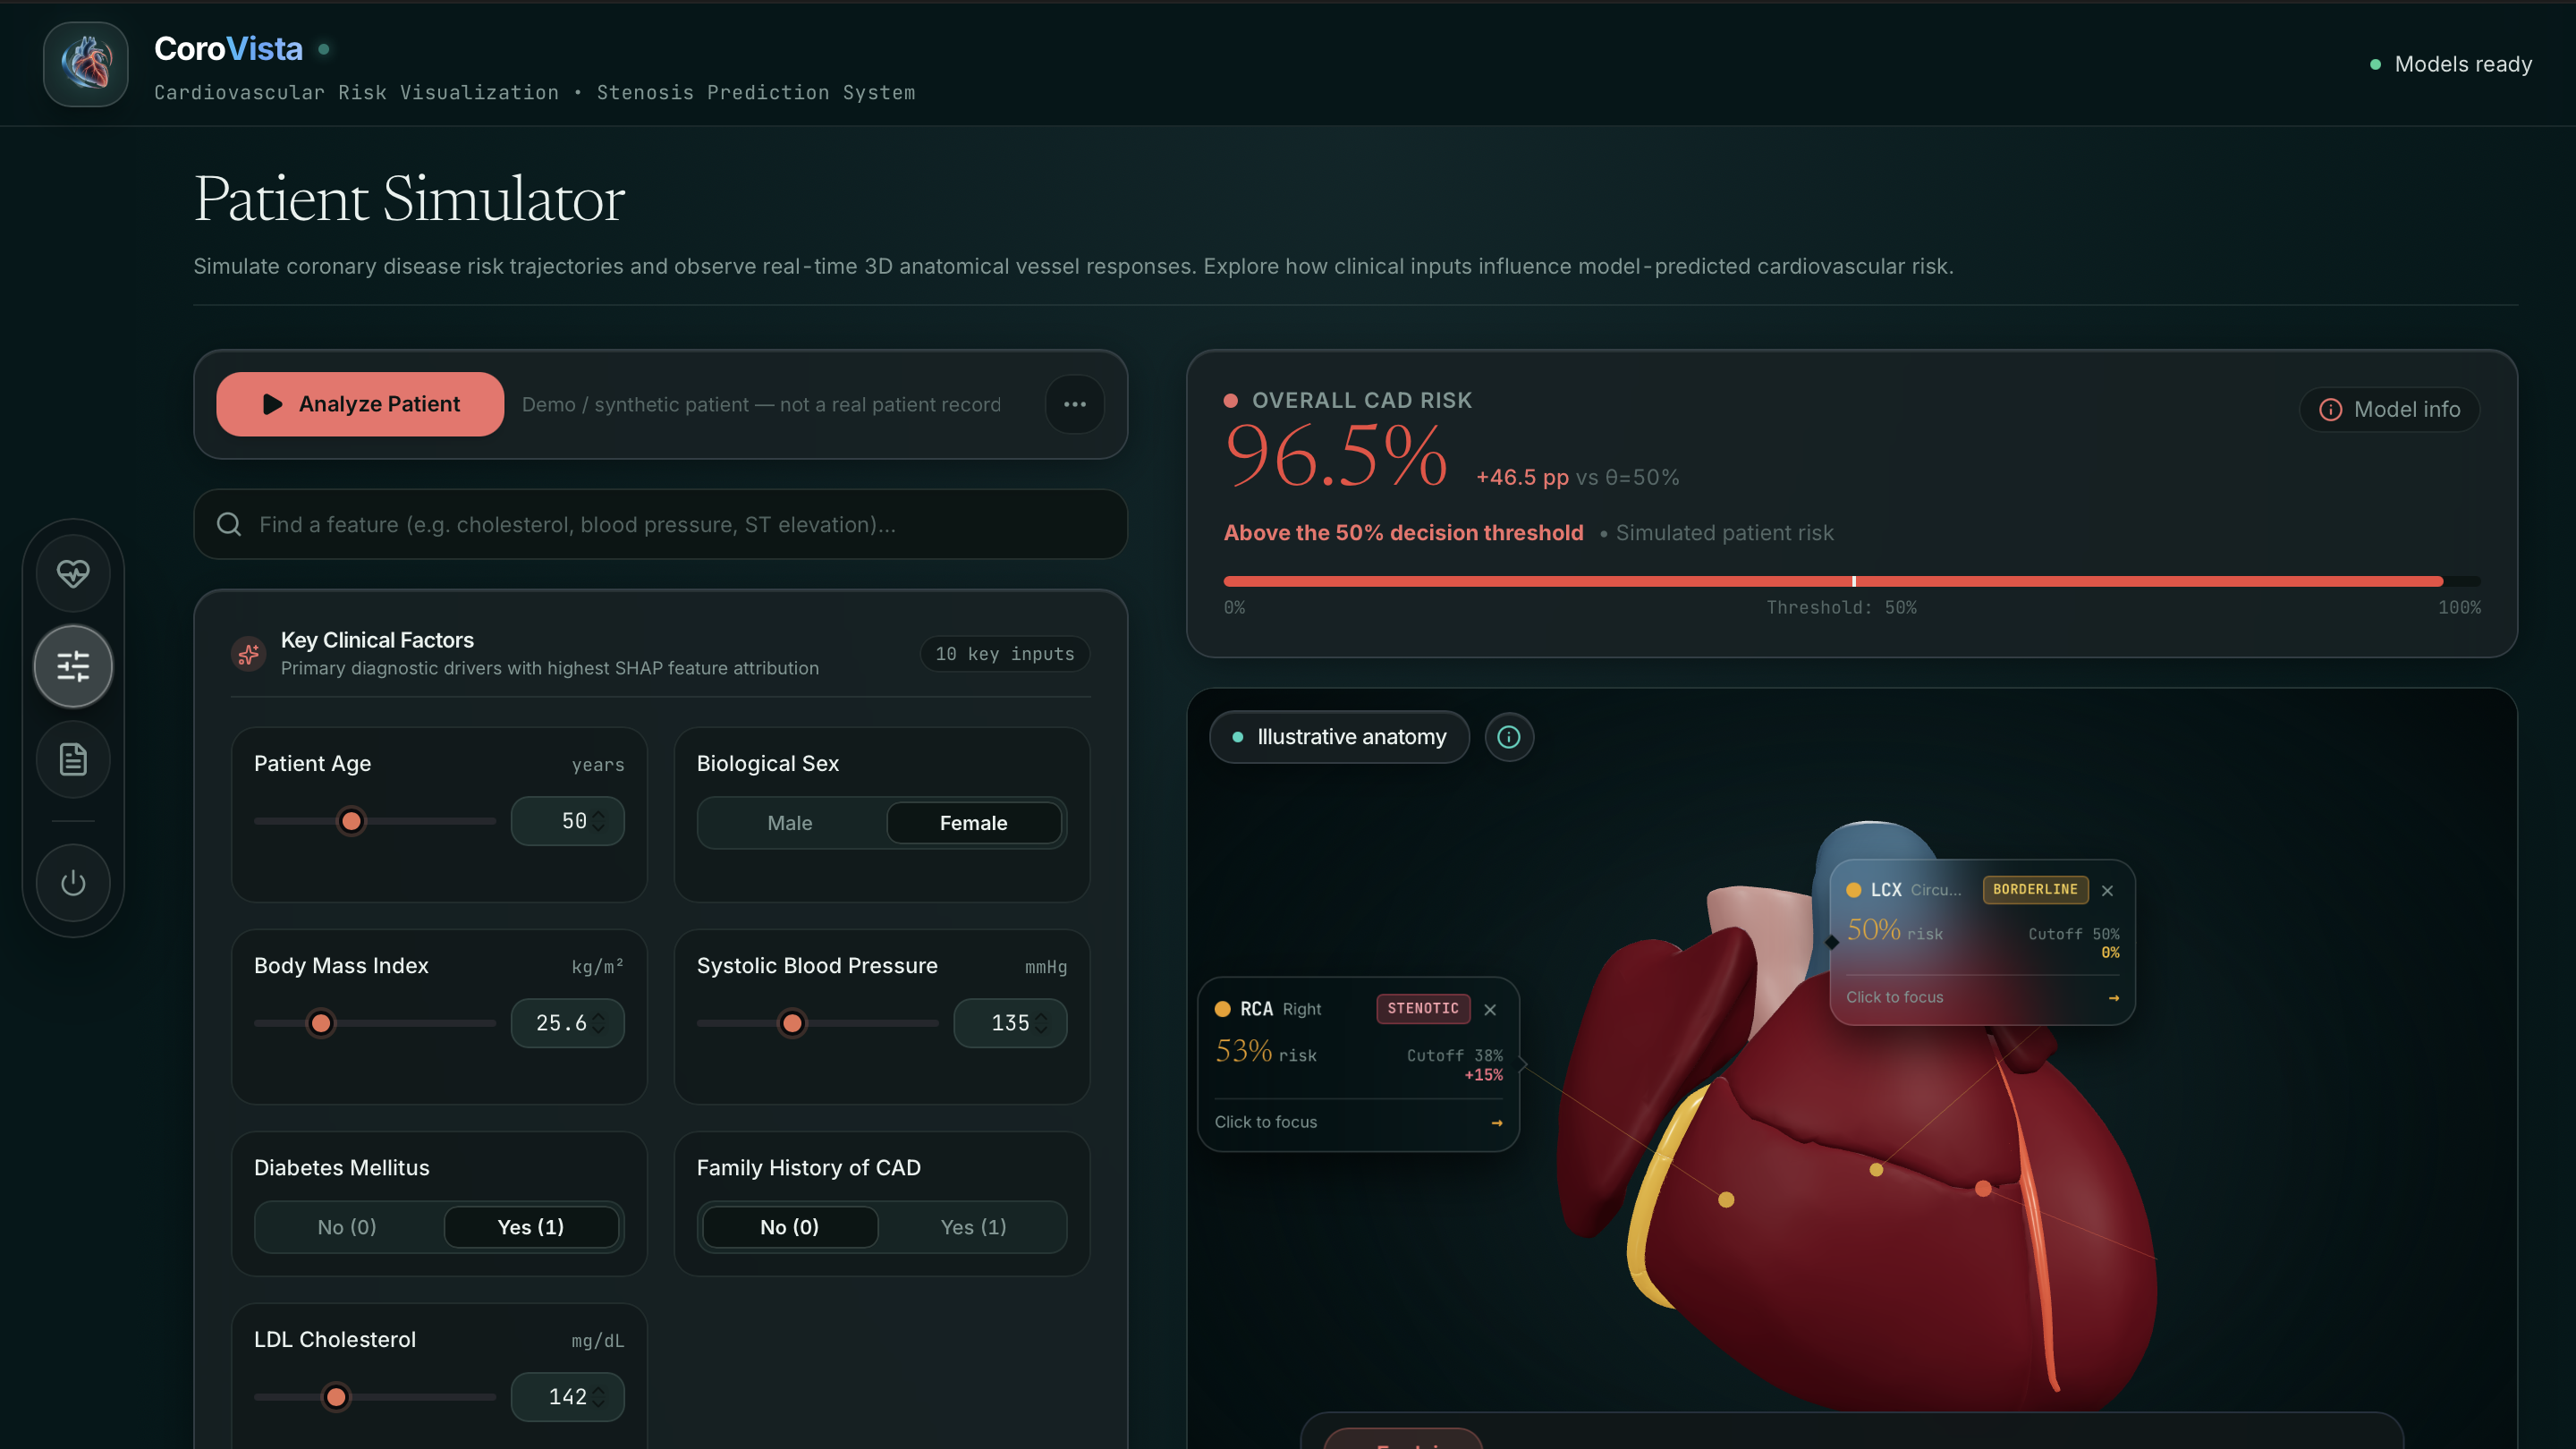 CoroVista
Cardiovascular Risk Visualization • Stenosis Prediction System
Models ready
Patient Simulator
Simulate coronary disease risk trajectories and observe real-time 3D anatomical vessel responses. Explore how clinical inputs influence model-predicted cardiovascular risk.
Analyze Patient
Demo / synthetic patient — not a real patient record
Find a feature (e.g. cholesterol, blood pressure, ST elevation)...
Key Clinical Factors
Primary diagnostic drivers with highest SHAP feature attribution
10 key inputs
Patient Age years
50
Biological Sex
Male Female
Body Mass Index kg/m²
25.6
Systolic Blood Pressure mmHg
135
Diabetes Mellitus
No (0) Yes (1)
Family History of CAD
No (0) Yes (1)
LDL Cholesterol mg/dL
142
OVERALL CAD RISK
Model info
96.5% +46.5 pp vs θ=50%
Above the 50% decision threshold • Simulated patient risk
0% Threshold: 50% 100%
Illustrative anatomy
LCX Circu... BORDERLINE
50% risk Cutoff 50%
0%
Click to focus →
RCA Right STENOTIC
53% risk Cutoff 38%
+15%
Click to focus →